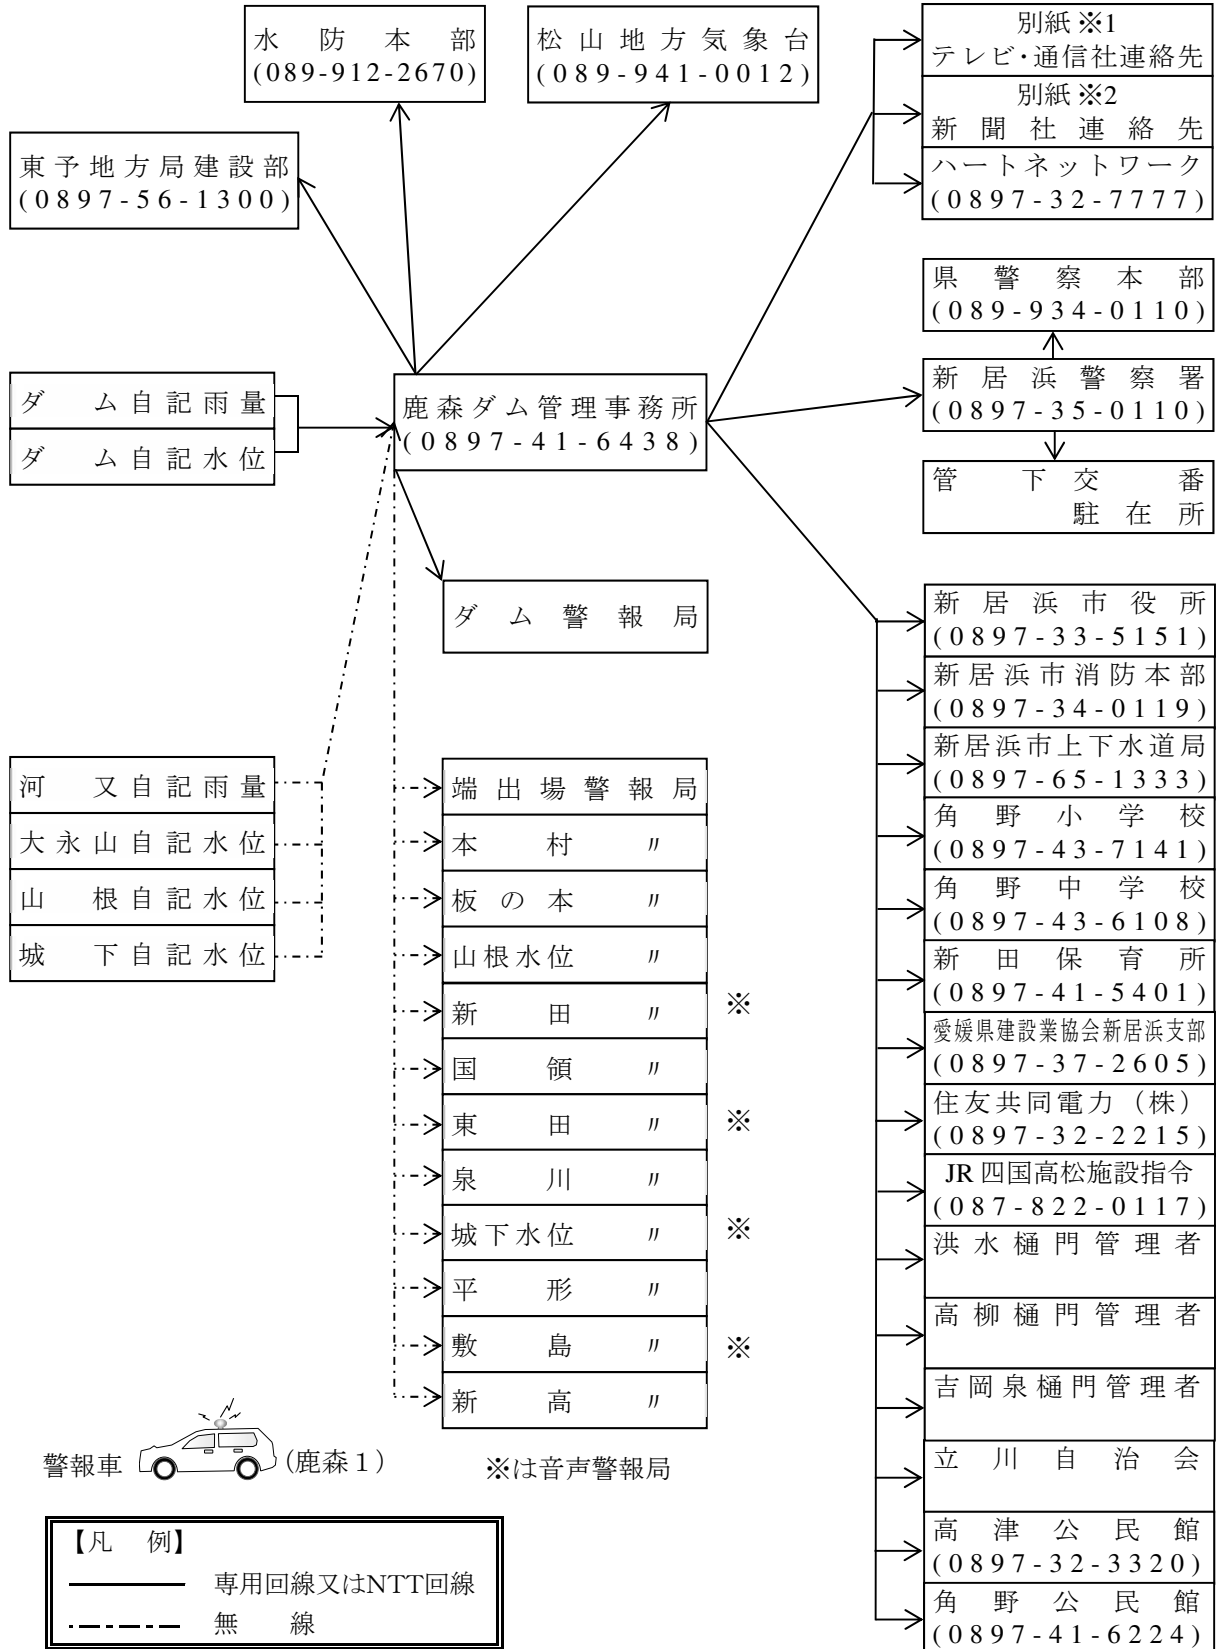 水防本部
(089-912-2670)
松山地方気象台
(089-941-0012)
東予地方局建設部
(0897-56-1300)
別紙※1
テレビ・通信社連絡先
別紙※2
新聞社連絡先
ハートネットワーク
(0897-32-7777)
県警察本部
(089-934-0110)
新居浜警察署
(0897-35-0110)
管下交番
駐在所
ダム自記雨量
ダム自記水位
鹿森ダム管理事務所
(0897-41-6438)
ダム警報局
河又自記雨量
大永山自記水位
山根自記水位
城下自記水位
端出場警報局
本村〃
板の本〃
山根水位〃
新田〃 ※
国領〃
東田〃 ※
泉川〃
城下水位〃 ※
平形〃
敷島〃 ※
新高〃
※は音声警報局
新居浜市役所
(0897-33-5151)
新居浜市消防本部
(0897-34-0119)
新居浜市上下水道局
(0897-65-1333)
角野小学校
(0897-43-7141)
角野中学校
(0897-43-6108)
新田保育所
(0897-41-5401)
愛媛県建設業協会新居浜支部
(0897-37-2605)
住友共同電力（株）
(0897-32-2215)
JR四国高松施設指令
(087-822-0117)
洪水樋門管理者
高柳樋門管理者
吉岡泉樋門管理者
立川自治会
高津公民館
(0897-32-3320)
角野公民館
(0897-41-6224)
警報車 (鹿森１)
【凡 例】
専用回線又はNTT回線
無 線